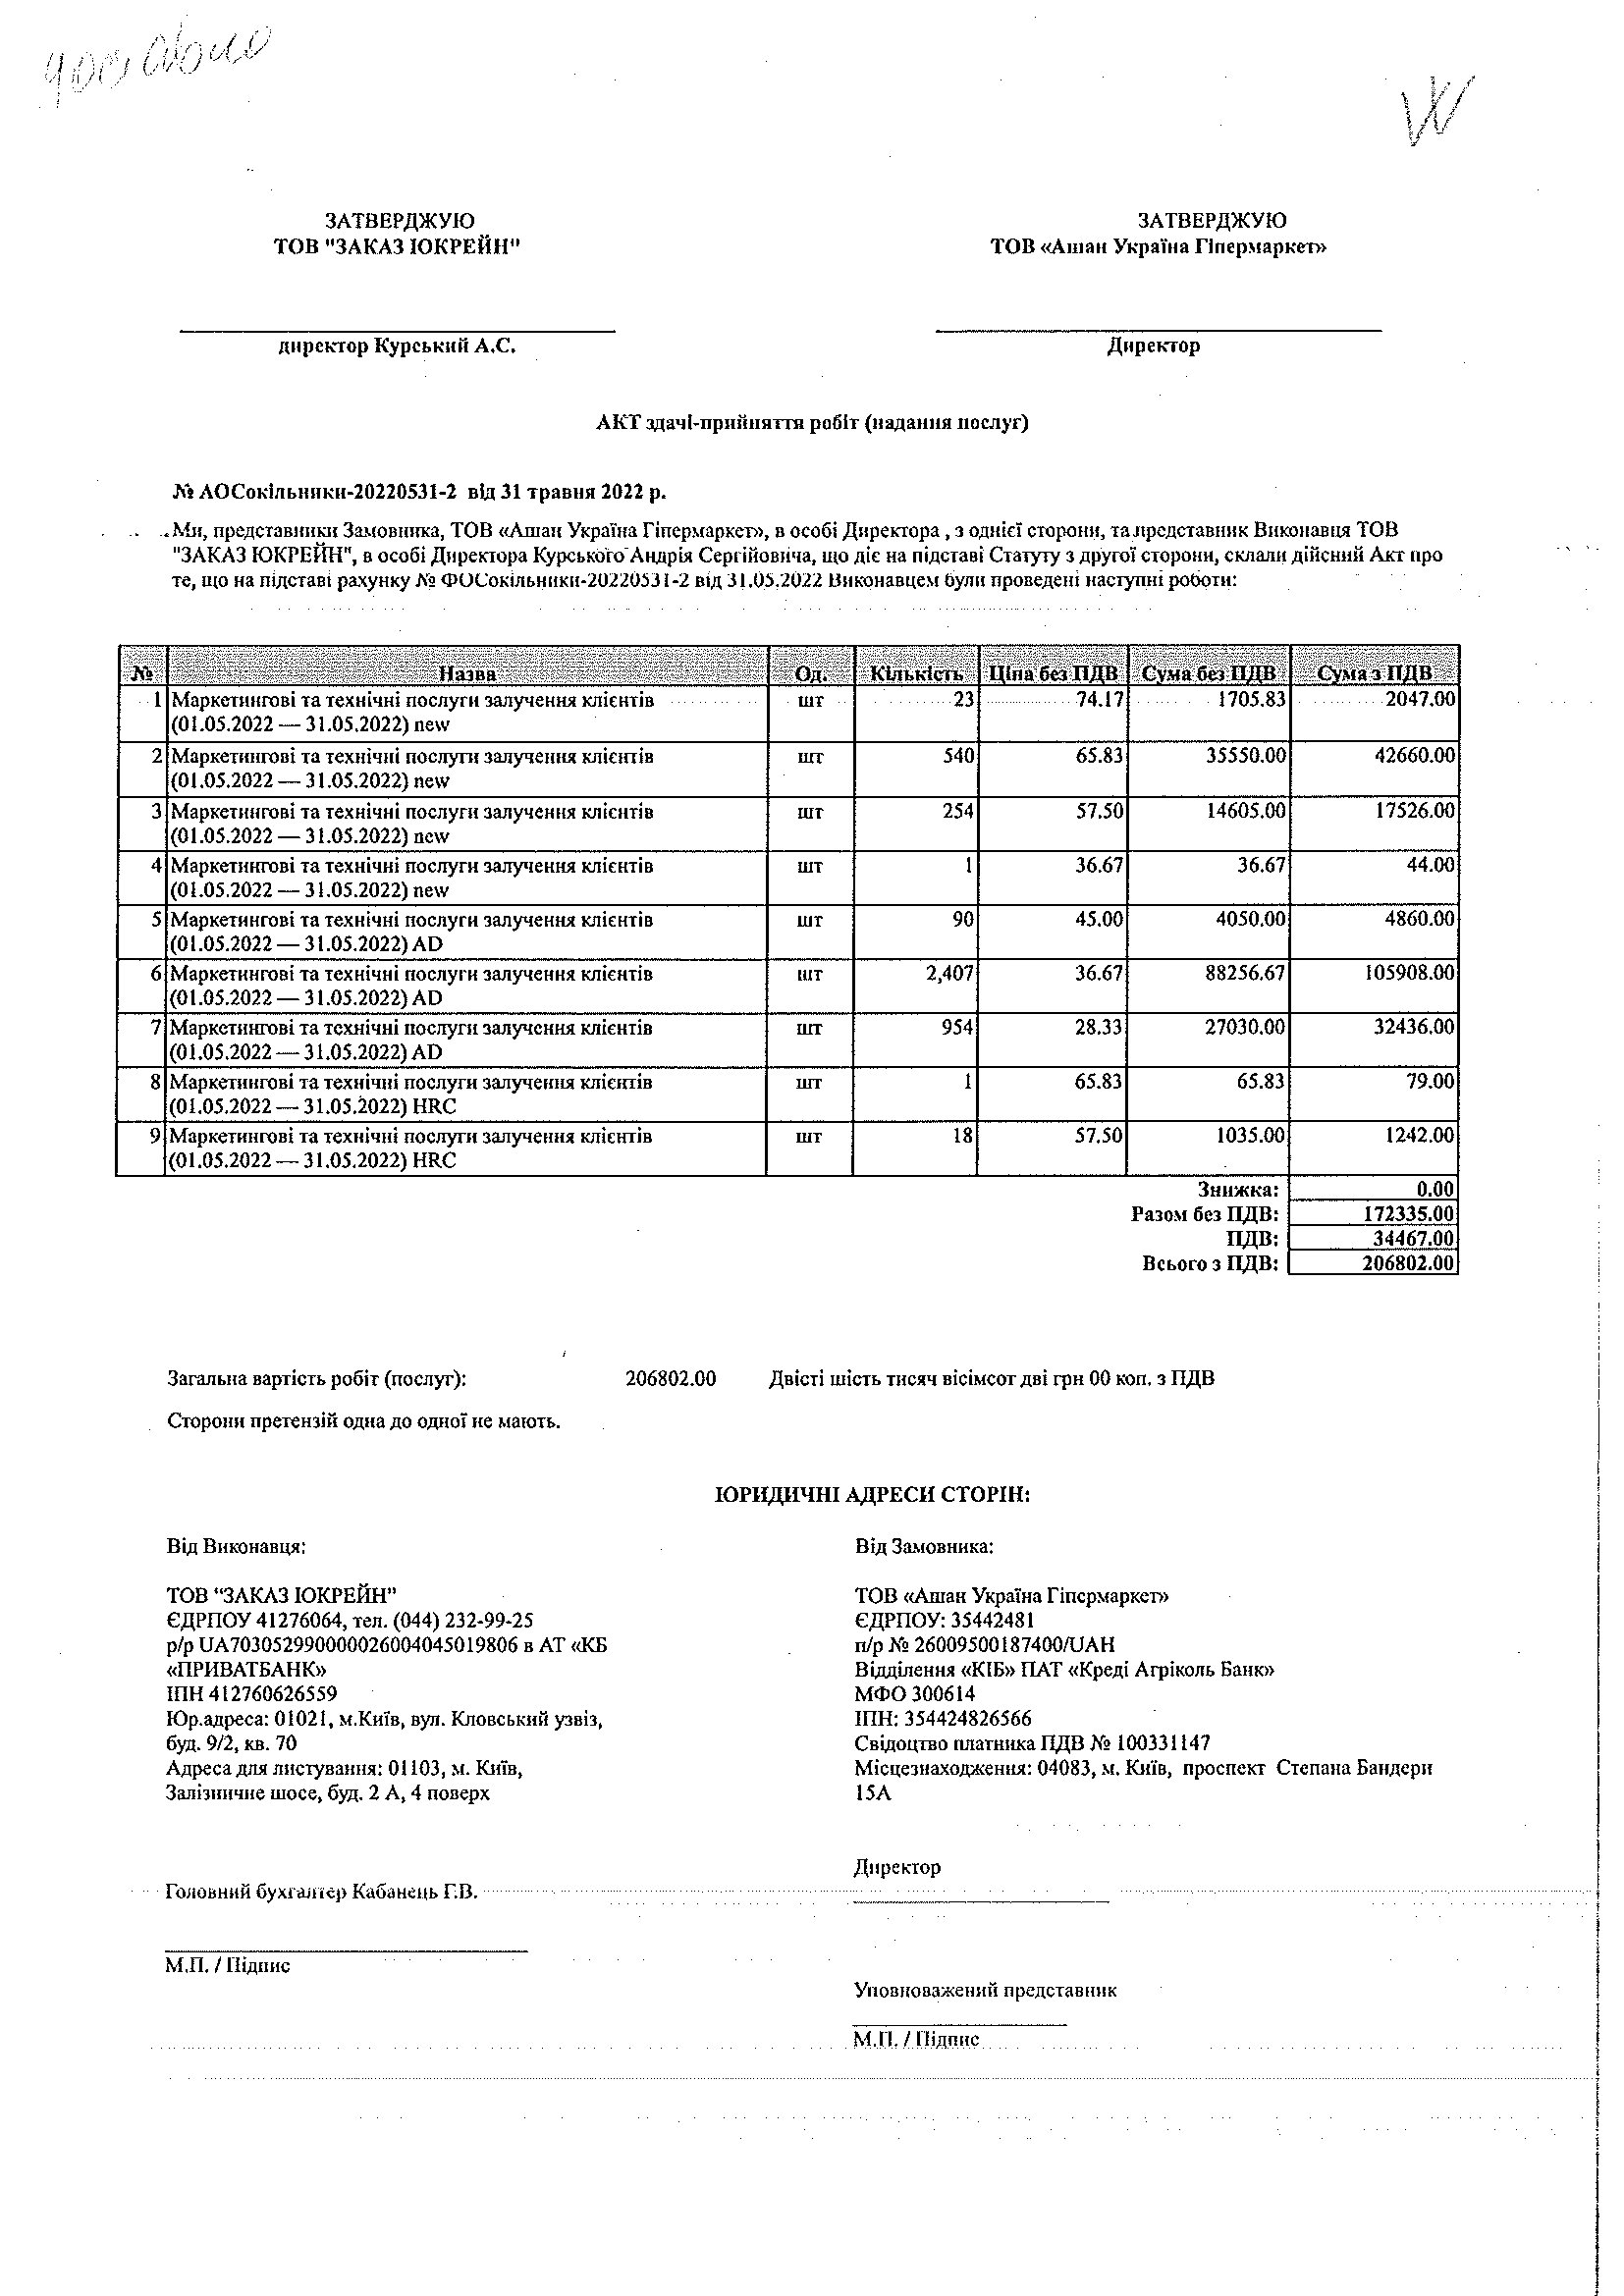 ЗАТВЕРДЖУЮ
ТОВ "ЗАКАЗ ЮКРЕЙН"
ЗАТВЕРДЖУЮ
ТОВ «Ашан Україна Гіпермаркет»
директор Курський А.С.
Директор
АКТ здачі-прийняття робіт (надання послуг)
№ АОСокільники-20220531-2 від 31 травня 2022 р.
Ми, представники Замовника, ТОВ «Ашан Україна Гіпермаркет», в особі Директора , з однієї сторони, та представник Виконавця ТОВ
"ЗАКАЗ ЮКРЕЙН", в особі Директора Курського Андрія Сергійовича, що діє на підставі Статуту з другої сторони, склали дійсний Акт про
те, що на підставі рахунку № ФОСокільники-20220531-2 від 31.05.2022 Виконавцем були проведені наступні роботи:
№ Назва Од. Кількість Ціна без ПДВ Сума без ПДВ Сума з ПДВ
1 Маркетингові та технічні послуги залучення клієнтів шт 23 74.17 1705.83 2047.00
(01.05.2022 — 31.05.2022) new
2 Маркетингові та технічні послуги залучення клієнтів шт 540 65.83 35550.00 42660.00
(01.05.2022 — 31.05.2022) new
3 Маркетингові та технічні послуги залучення клієнтів шт 254 57.50 14605.00 17526.00
(01.05.2022 — 31.05.2022) new
4 Маркетингові та технічні послуги залучення клієнтів шт 1 36.67 36.67 44.00
(01.05.2022 — 31.05.2022) new
5 Маркетингові та технічні послуги залучення клієнтів шт 90 45.00 4050.00 4860.00
(01.05.2022 — 31.05.2022) AD
6 Маркетингові та технічні послуги залучення клієнтів шт 2,407 36.67 88256.67 105908.00
(01.05.2022 — 31.05.2022) AD
7 Маркетингові та технічні послуги залучення клієнтів шт 954 28.33 27030.00 32436.00
(01.05.2022 — 31.05.2022) AD
8 Маркетингові та технічні послуги залучення клієнтів шт 1 65.83 65.83 79.00
(01.05.2022 — 31.05.2022) HRC
9 Маркетингові та технічні послуги залучення клієнтів шт 18 57.50 1035.00 1242.00
(01.05.2022 — 31.05.2022) HRC
Знижка: 0.00
Разом без ПДВ: 172335.00
ПДВ: 34467.00
Всього з ПДВ: 206802.00
Загальна вартість робіт (послуг): 206802.00 Двісті шість тисяч вісімсот дві грн 00 коп. з ПДВ
Сторони претензій одна до одної не мають.
ЮРИДИЧНІ АДРЕСИ СТОРІН:
Від Виконавця:
ТОВ "ЗАКАЗ ЮКРЕЙН"
ЄДРПОУ 41276064, тел. (044) 232-99-25
р/р UA703052990000026004045019806 в АТ «КБ
«ПРИВАТБАНК»
ІПН 412760626559
Юр.адреса: 01021, м.Київ, вул. Кловський узвіз,
буд. 9/2, кв. 70
Адреса для листування: 01103, м. Київ,
Залізничне шосе, буд. 2 А, 4 поверх
Головний бухгалтер Кабанець Г.В.
М.П. / Підпис
Від Замовника:
ТОВ «Ашан Україна Гіпермаркет»
ЄДРПОУ: 35442481
п/р № 26009500187400/UAH
Відділення «КІБ» ПАТ «Креді Агріколь Банк»
МФО 300614
ІПН: 354424826566
Свідоцтво платника ПДВ № 100331147
Місцезнаходження: 04083, м. Київ, проспект Степана Бандери
15А
Директор
Уповноважений представник
М.П. / Підпис